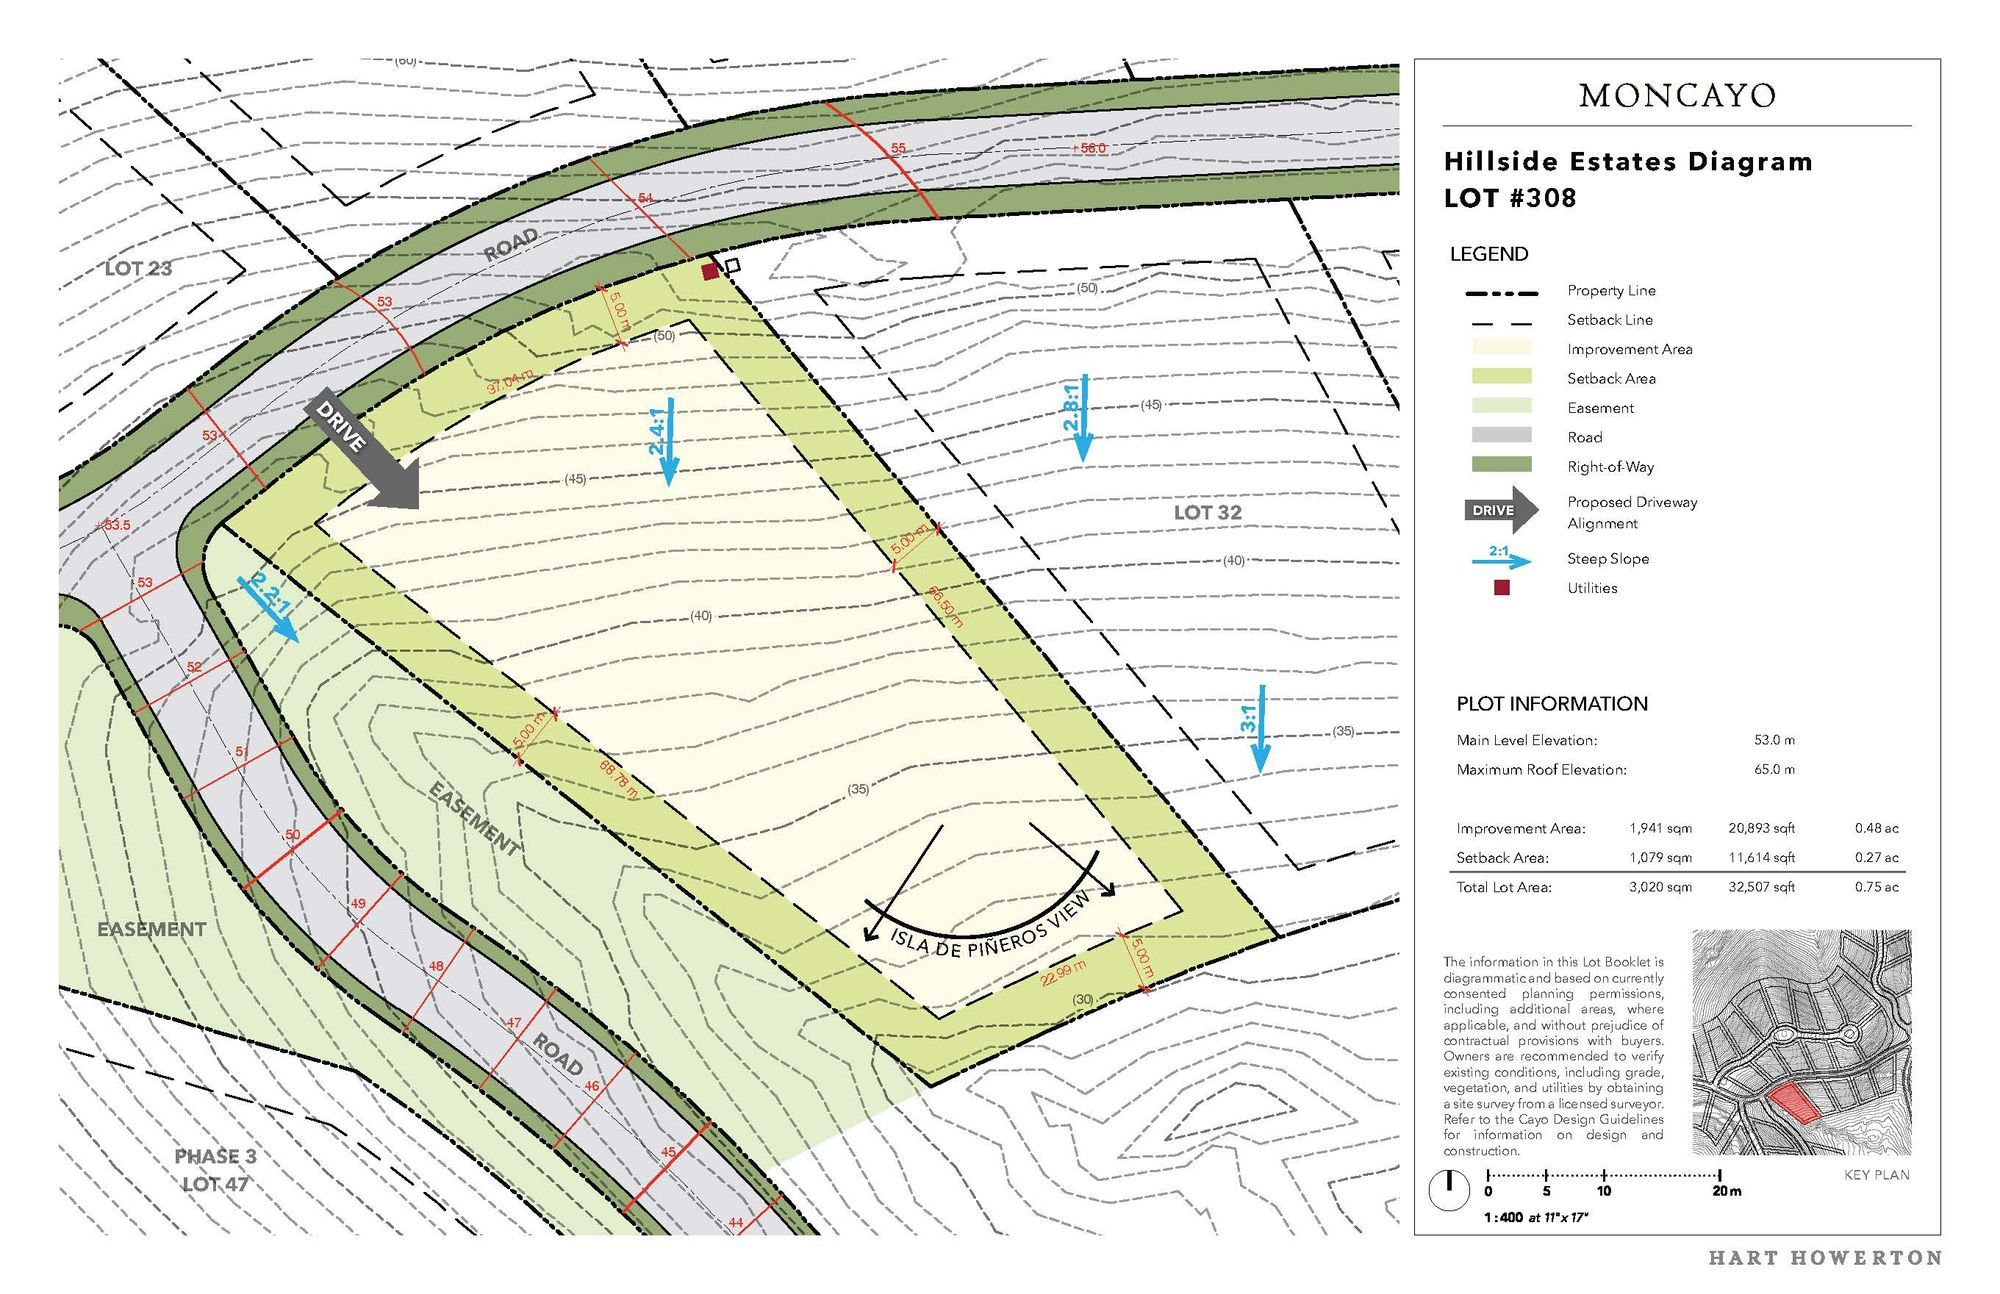 (60)
55
+56.0
54
ROAD
LOT 23
53
5.00 m
(50)
(50)
37.04 m
DRIVE
2.4:1
2.8:1
(45)
53
(45)
LOT 32
+53.5
5.00 m
(40)
53
2.2:1
66.50 m
(40)
52
3:1
5.00 m
(35)
51
68.78 m
(35)
EASEMENT
50
49
ISLA DE PIÑEROS VIEW
EASEMENT
48
22.99 m
5.00 m
(30)
47
ROAD
46
45
PHASE 3
LOT 47
44
MONCAYO
Hillside Estates Diagram
LOT #308
LEGEND
Property Line
Setback Line
Improvement Area
Setback Area
Easement
Road
Right-of-Way
DRIVE Proposed Driveway
Alignment
2:1 Steep Slope
Utilities
PLOT INFORMATION
Main Level Elevation: 53.0 m
Maximum Roof Elevation: 65.0 m
Improvement Area: 1,941 sqm 20,893 sqft 0.48 ac
Setback Area: 1,079 sqm 11,614 sqft 0.27 ac
Total Lot Area: 3,020 sqm 32,507 sqft 0.75 ac
The information in this Lot Booklet is
diagrammatic and based on currently
consented planning permissions,
including additional areas, where
applicable, and without prejudice of
contractual provisions with buyers.
Owners are recommended to verify
existing conditions, including grade,
vegetation, and utilities by obtaining
a site survey from a licensed surveyor.
Refer to the Cayo Design Guidelines
for information on design and
construction.
KEY PLAN
0 5 10 20m
1:400 at 11"x 17"
HART HOWERTON